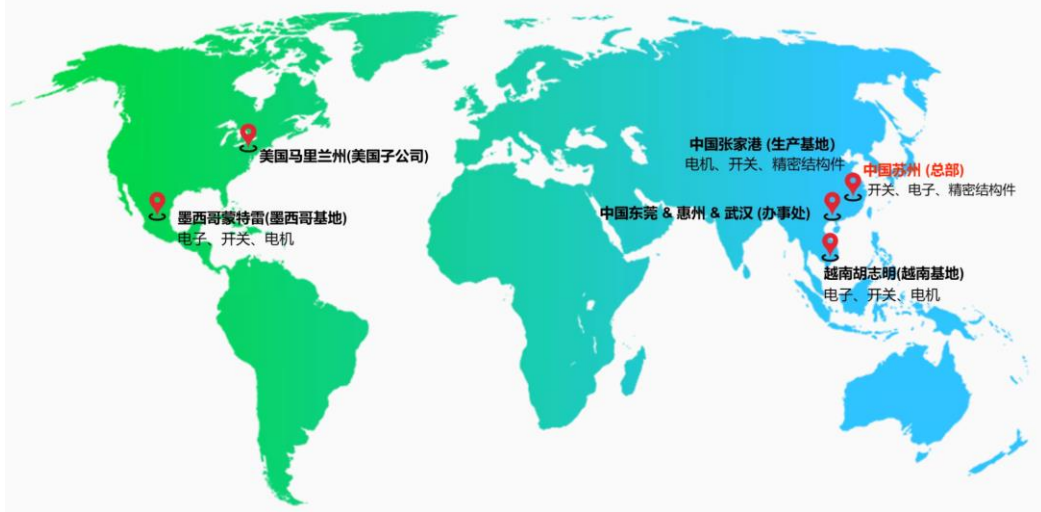 中国张家港 (生产基地)
电机、开关、精密结构件
美国马里兰州(美国子公司)
中国苏州 (总部)
开关、电子、精密结构件
墨西哥蒙特雷(墨西哥基地)
电子、开关、电机
中国东莞 & 惠州 & 武汉 (办事处)
越南胡志明(越南基地)
电子、开关、电机